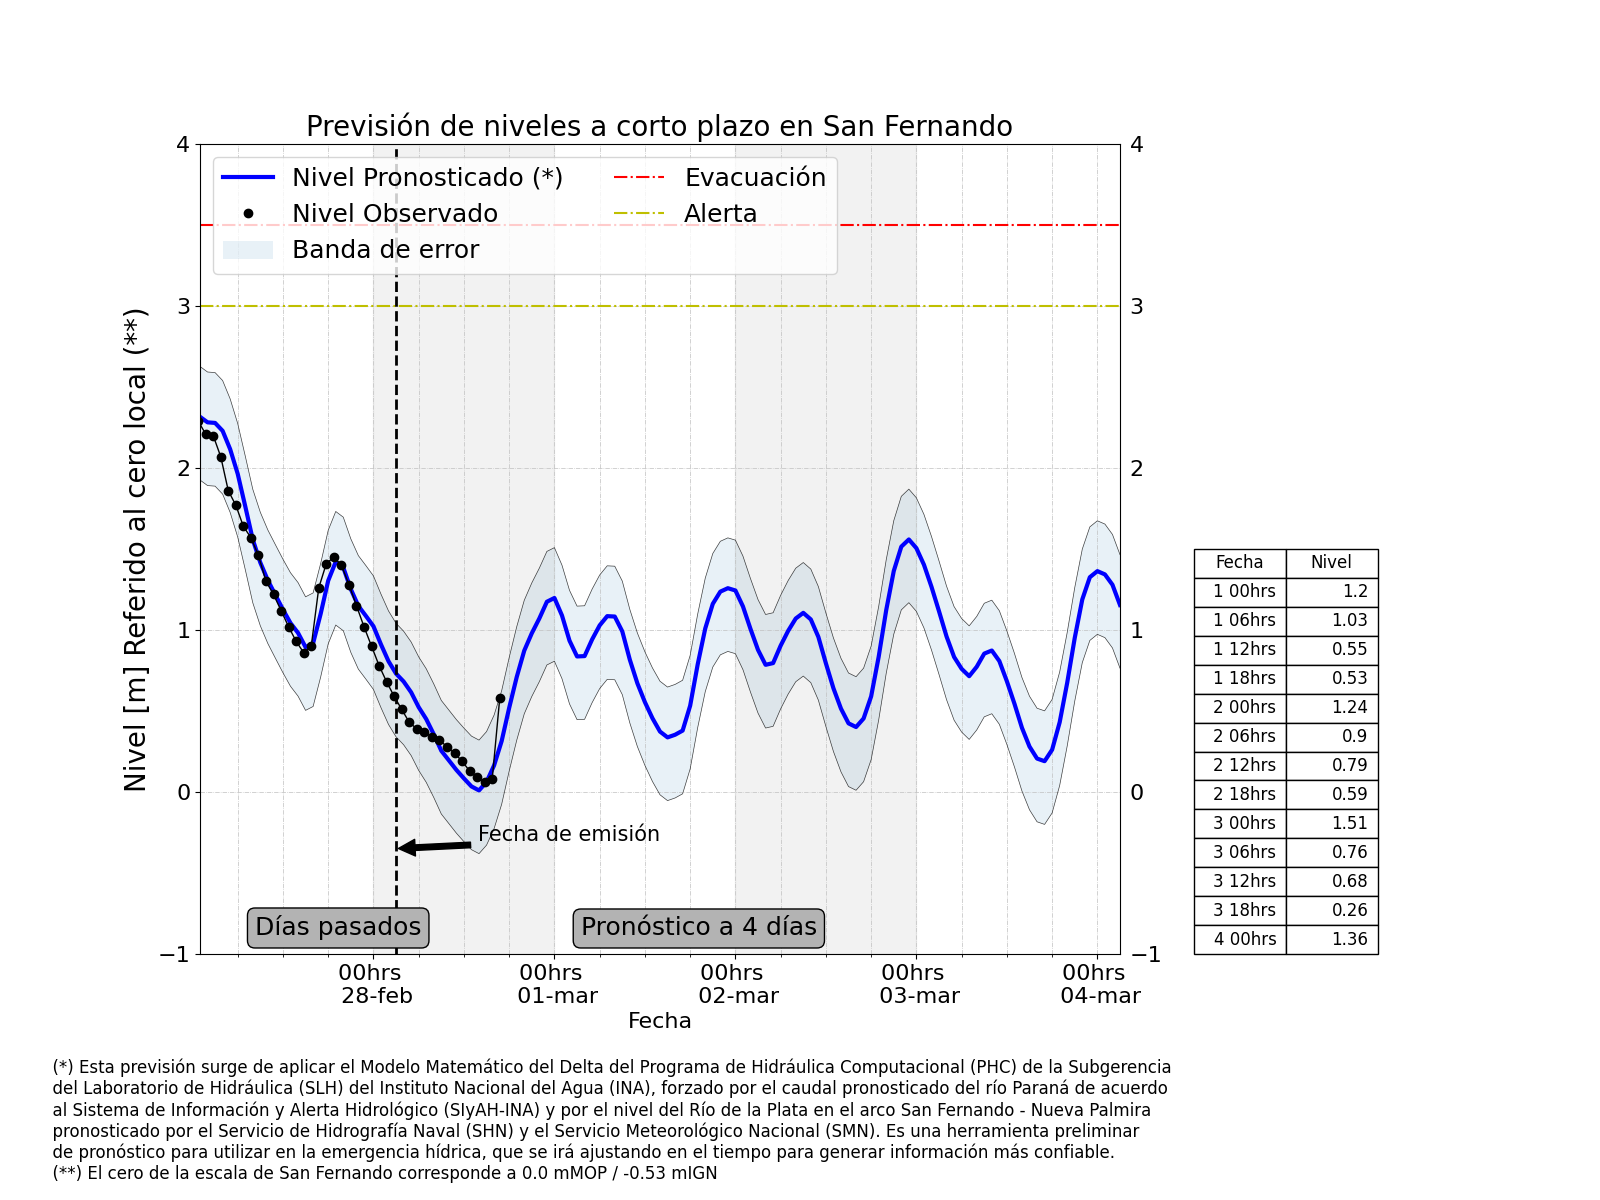 Previsión de niveles a corto plazo en San Fernando
Nivel Pronosticado (*)
Nivel Observado
Banda de error
Evacuación
Alerta
Nivel [m] Referido al cero local (**)
4
3
2
1
0
−1
4
3
2
1
0
−1
Fecha de emisión
Días pasados
Pronóstico a 4 días
00hrs
28-feb
00hrs
01-mar
00hrs
02-mar
00hrs
03-mar
00hrs
04-mar
Fecha
Fecha Nivel
1 00hrs 1.2
1 06hrs 1.03
1 12hrs 0.55
1 18hrs 0.53
2 00hrs 1.24
2 06hrs 0.9
2 12hrs 0.79
2 18hrs 0.59
3 00hrs 1.51
3 06hrs 0.76
3 12hrs 0.68
3 18hrs 0.26
4 00hrs 1.36
(*) Esta previsión surge de aplicar el Modelo Matemático del Delta del Programa de Hidráulica Computacional (PHC) de la Subgerencia
del Laboratorio de Hidráulica (SLH) del Instituto Nacional del Agua (INA), forzado por el caudal pronosticado del río Paraná de acuerdo
al Sistema de Información y Alerta Hidrológico (SIyAH-INA) y por el nivel del Río de la Plata en el arco San Fernando - Nueva Palmira
pronosticado por el Servicio de Hidrografía Naval (SHN) y el Servicio Meteorológico Nacional (SMN). Es una herramienta preliminar
de pronóstico para utilizar en la emergencia hídrica, que se irá ajustando en el tiempo para generar información más confiable.
(**) El cero de la escala de San Fernando corresponde a 0.0 mMOP / -0.53 mIGN